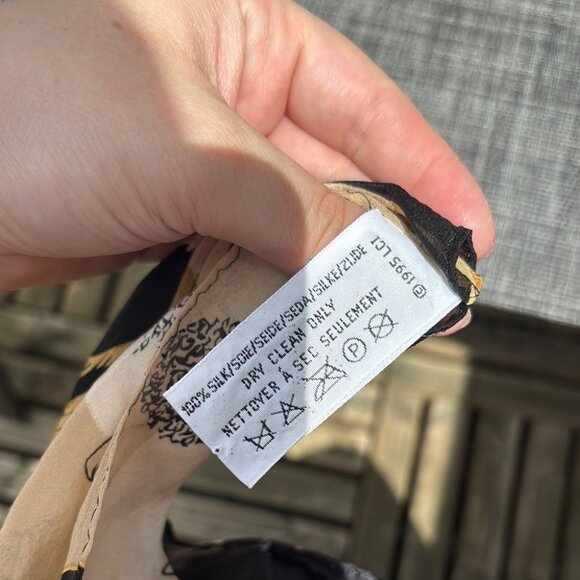 100% SILK/SOIE/SEIDE/SEDA/SILKE/ZIJDE
DRY CLEAN ONLY
NETTOYER À SEC SEULEMENT
P
© 1995 LCI